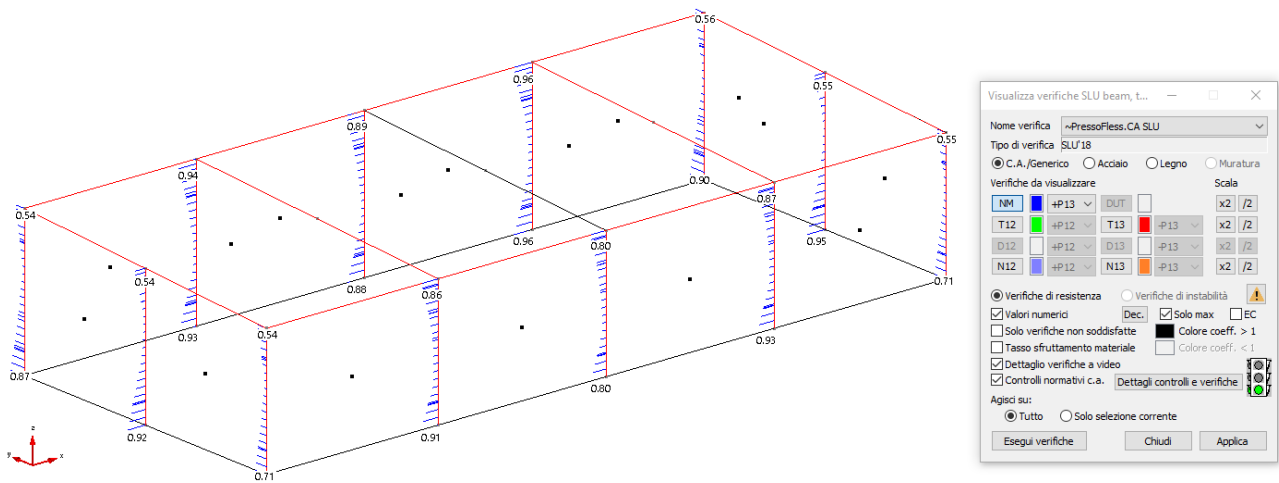 0.56
0.96
0.55
0.89
0.55
0.94
0.54
0.90
0.87
0.96
0.95
0.80
0.54
0.88
0.71
0.86
0.54
0.93
0.93
0.87
0.80
0.92
0.91
0.71
z
y
x
Visualizza verifiche SLU beam, t...
Nome verifica ~PressoFless.CA SLU
Tipo di verifica SLU'18
C.A./Generico Acciaio Legno Muratura
Verifiche da visualizzare Scala
NM +P13 DUT x2 /2
T12 +P12 T13 -P13 x2 /2
D12 +P12 D13 -P13 x2 /2
N12 +P12 N13 -P13 x2 /2
Verifiche di resistenza Verifiche di instabilità
Valori numerici Dec. Solo max EC
Solo verifiche non soddisfatte Colore coeff. > 1
Tasso sfruttamento materiale Colore coeff. < 1
Dettaglio verifiche a video
Controlli normativi c.a. Dettagli controlli e verifiche
Agisci su:
Tutto Solo selezione corrente
Esegui verifiche Chiudi Applica